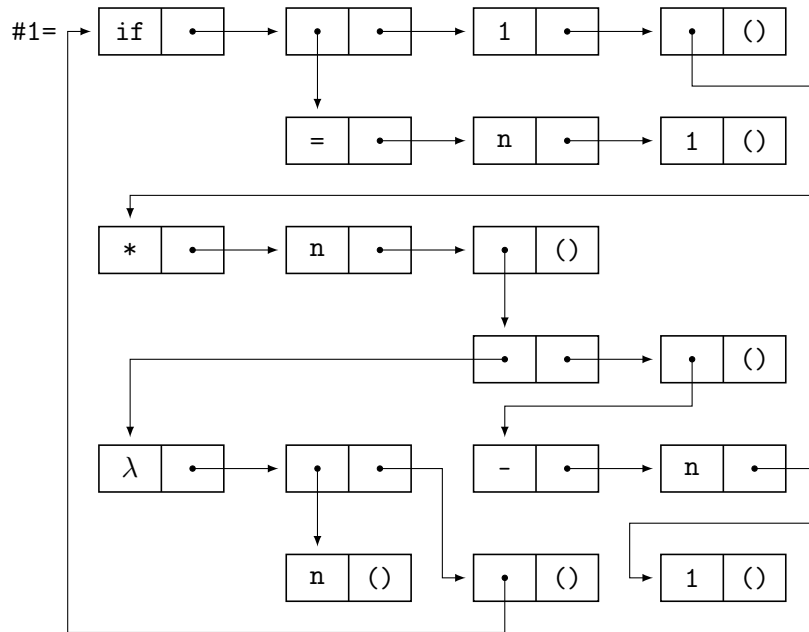 #1= if 1 ()
= n 1 ()
* n ()
()
λ - n
n () () 1 ()